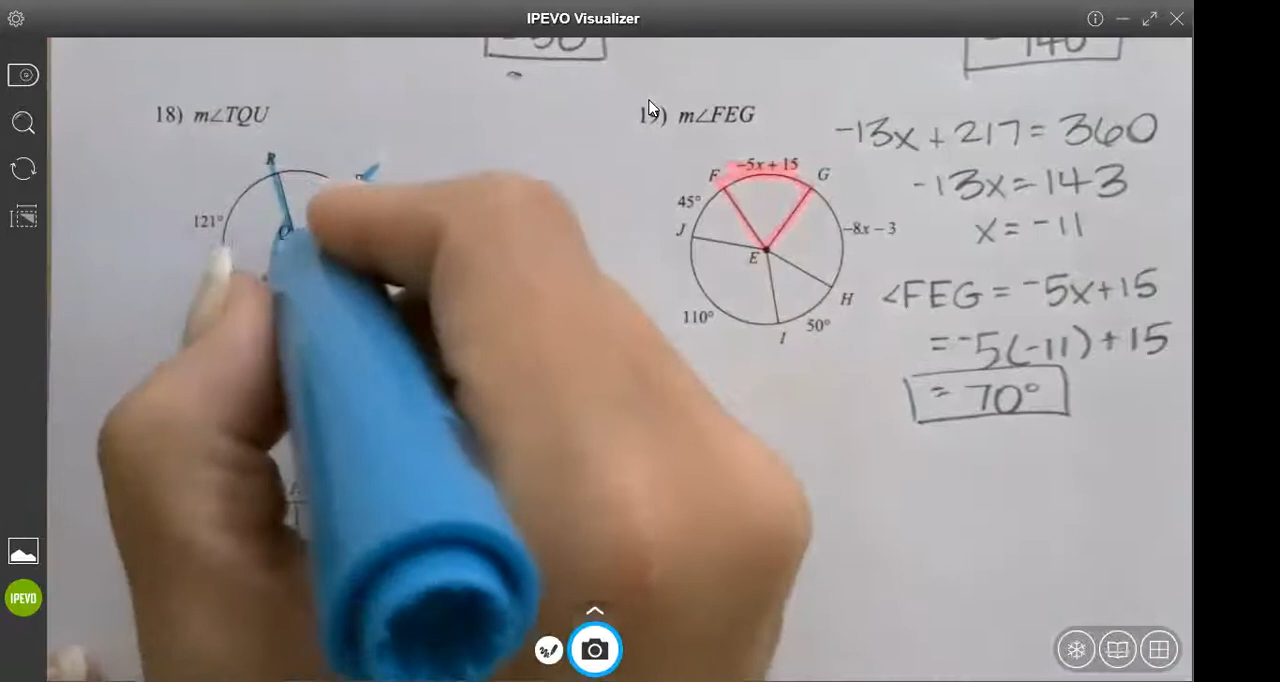 IPEVO Visualizer
18) m∠TQU
R
121°
Q
19) m∠FEG
-5x + 15
F
G
45°
J
-8x - 3
E
H
110°
50°
I
-13x + 217 = 360
-13x = 143
x = -11
<FEG = -5x+15
= -5(-11) + 15
= 70°
IPEVO